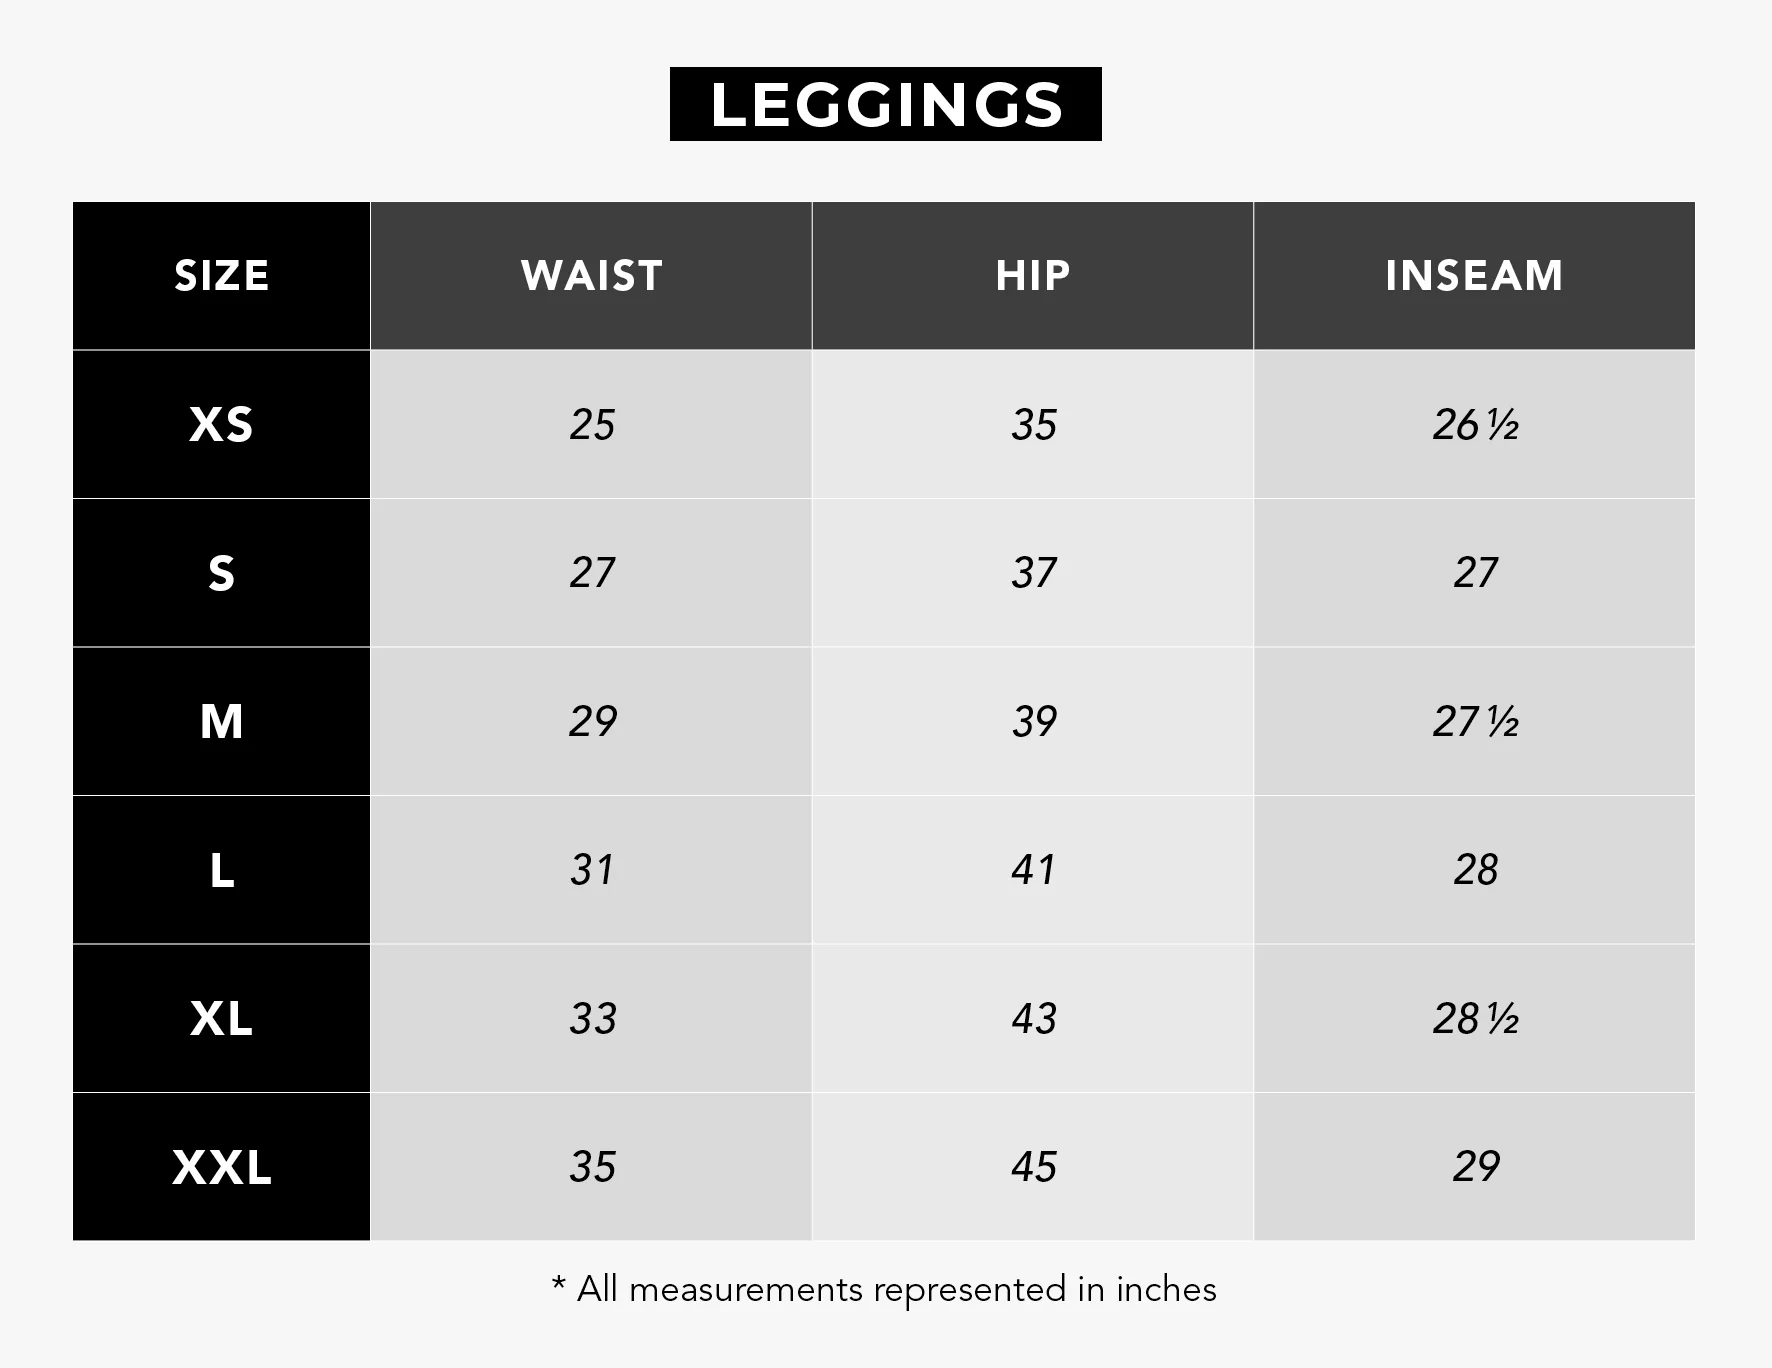 LEGGINGS
SIZE WAIST HIP INSEAM
XS 25 35 26 ½
S 27 37 27
M 29 39 27 ½
L 31 41 28
XL 33 43 28 ½
XXL 35 45 29
* All measurements represented in inches